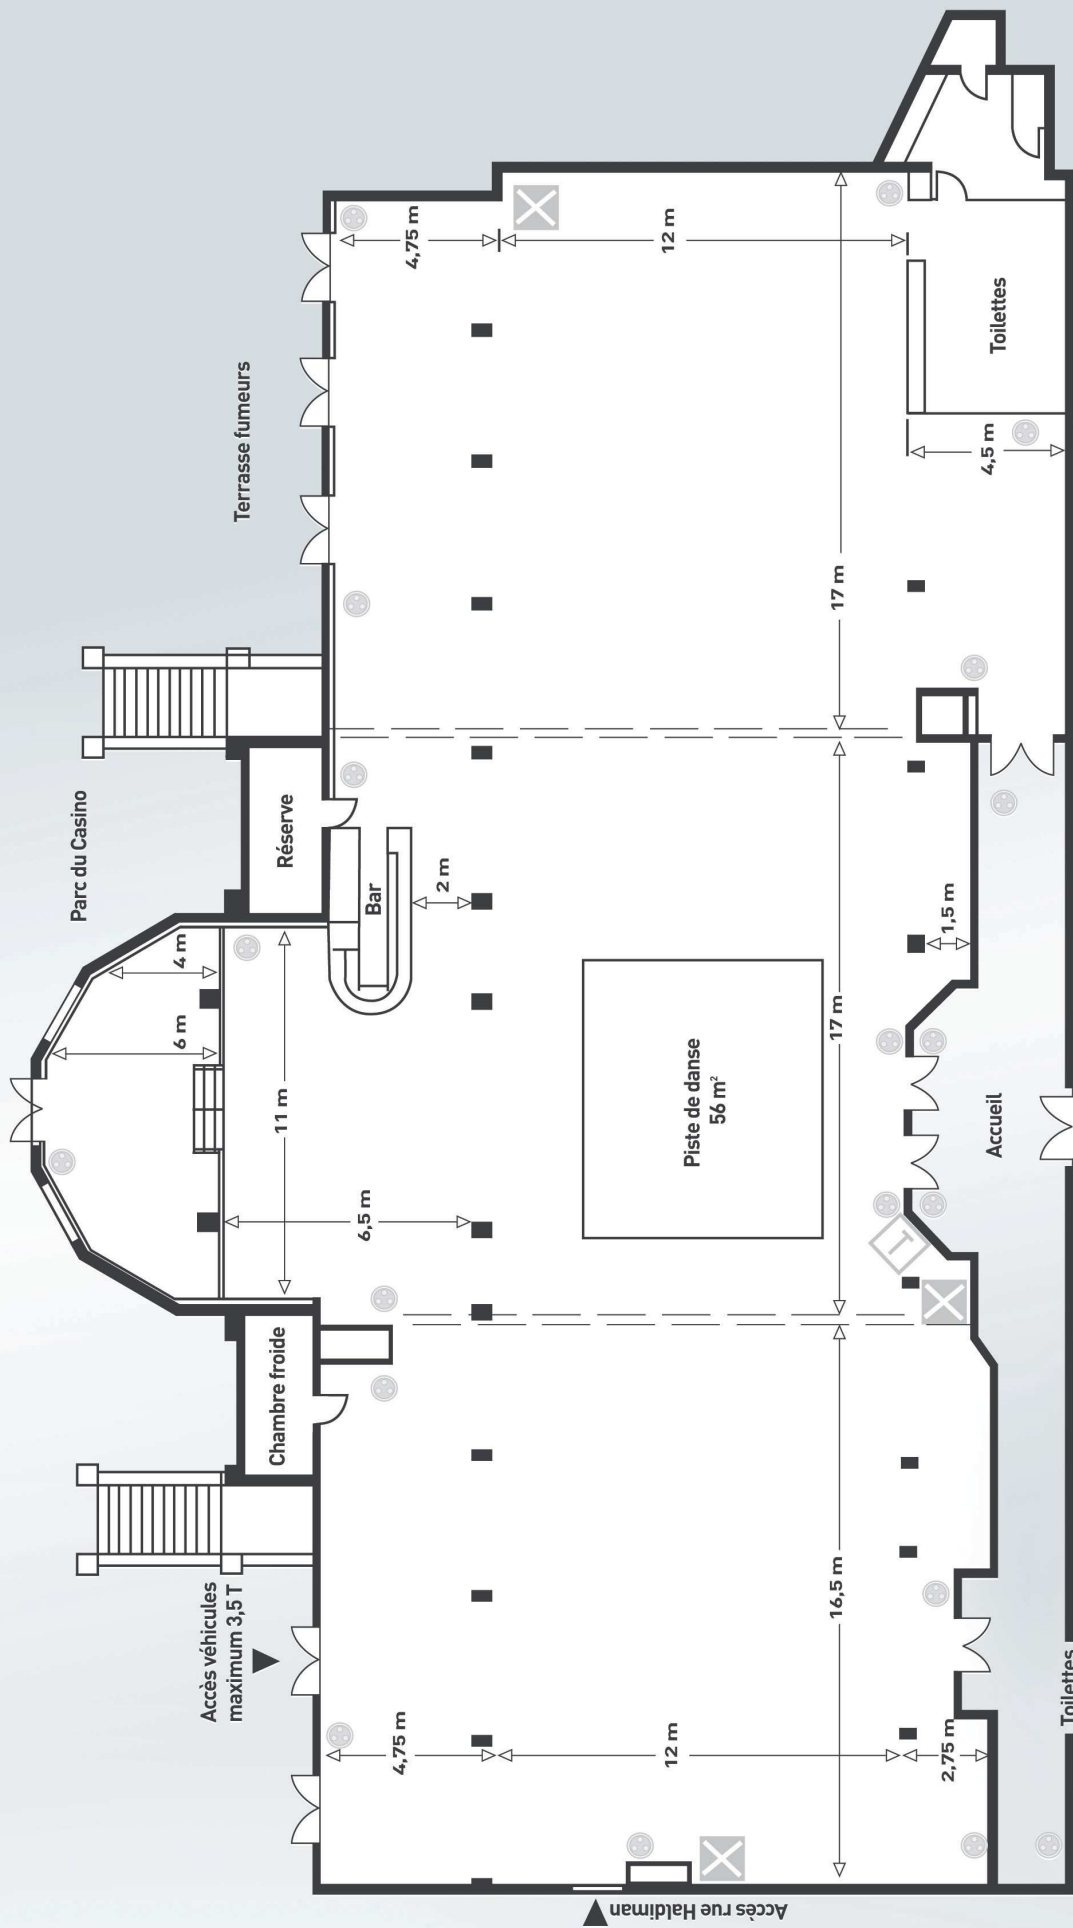 Parc du Casino
Accès véhicules
maximum 3,5 T
6 m
4 m
Terrasse fumeurs
Chambre froide
11 m
Réserve
6,5 m
Bar
4,75 m
2 m
4,75 m
Accès rue Haldiman
12 m
Piste de danse
56 m²
12 m
16,5 m
17 m
17 m
T
2,75 m
1,5 m
4,5 m
Accueil
Toilettes
Toilettes